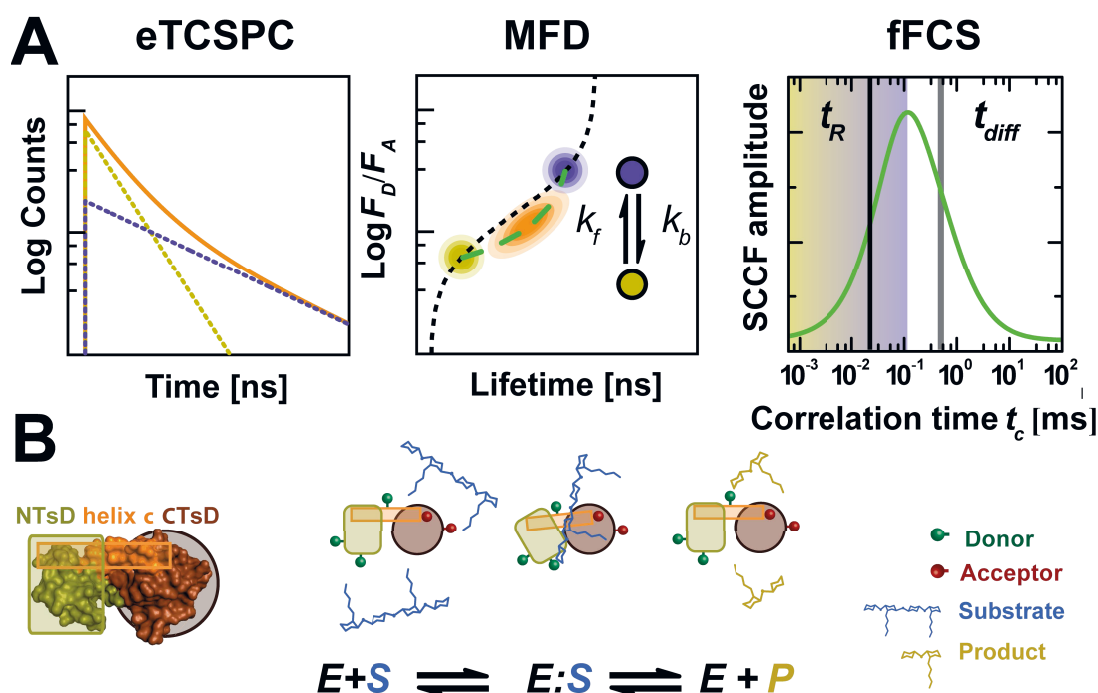 A
eTCSPC
MFD
fFCS
Log Counts
Time [ns]
Log F_D/F_A
k_f
k_b
Lifetime [ns]
SCCF amplitude
t_R
t_diff
10^-3 10^-2 10^-1 10^0 10^1 10^2
Correlation time t_c [ms]
B
NTsD helix c CTsD
Donor
Acceptor
Substrate
Product
E+S E:S E + P